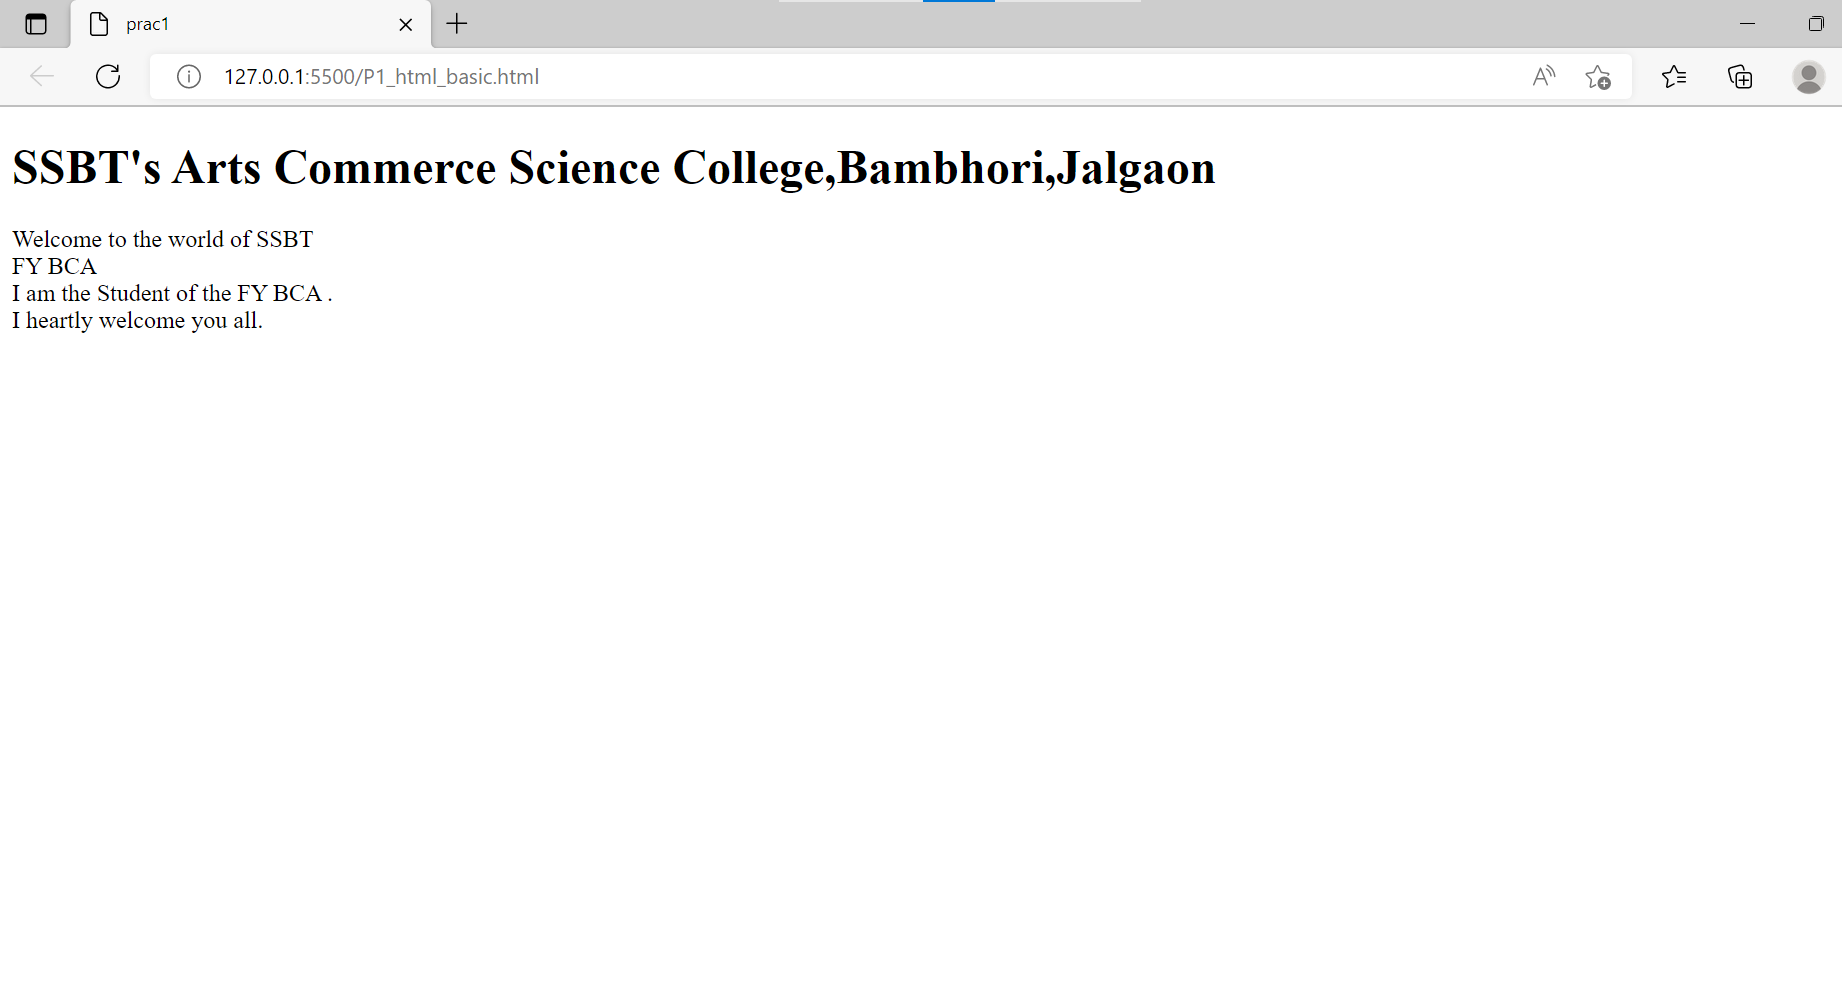 prac1
127.0.0.1:5500/P1_html_basic.html
SSBT's Arts Commerce Science College,Bambhori,Jalgaon
Welcome to the world of SSBT
FY BCA
I am the Student of the FY BCA .
I heartly welcome you all.